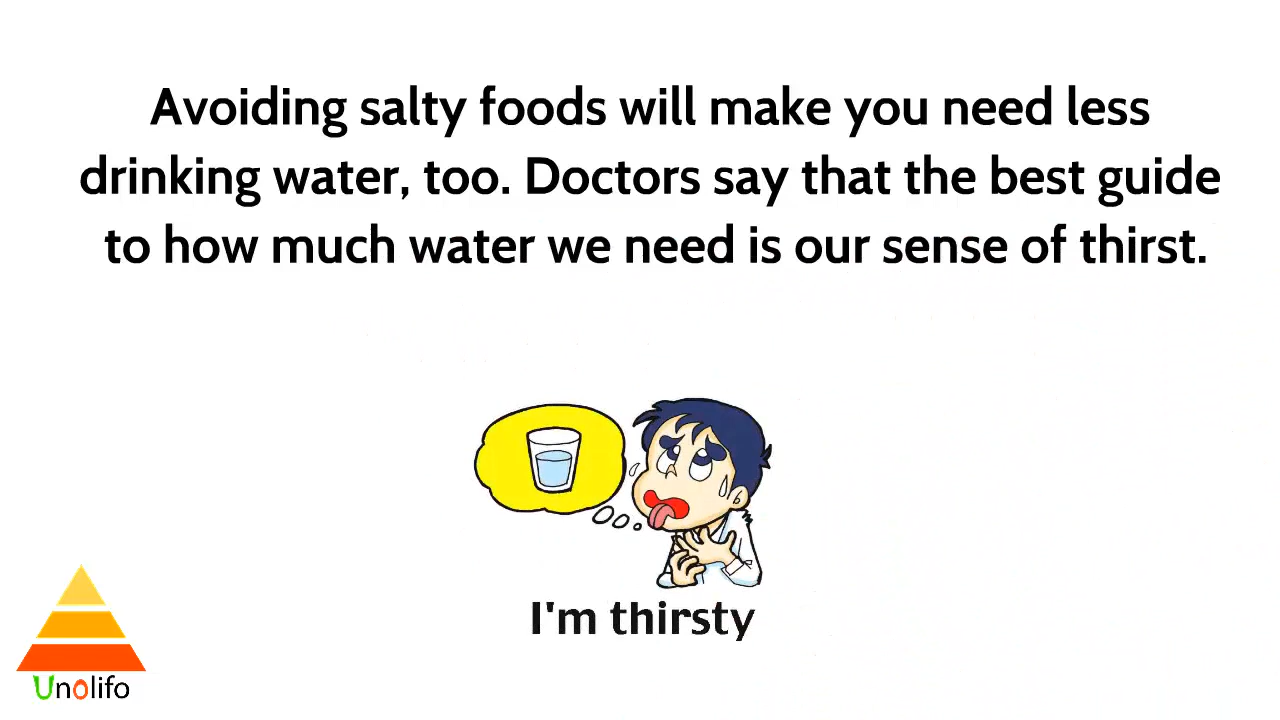 Avoiding salty foods will make you need less
drinking water, too. Doctors say that the best guide
to how much water we need is our sense of thirst.
I'm thirsty
Unolifo